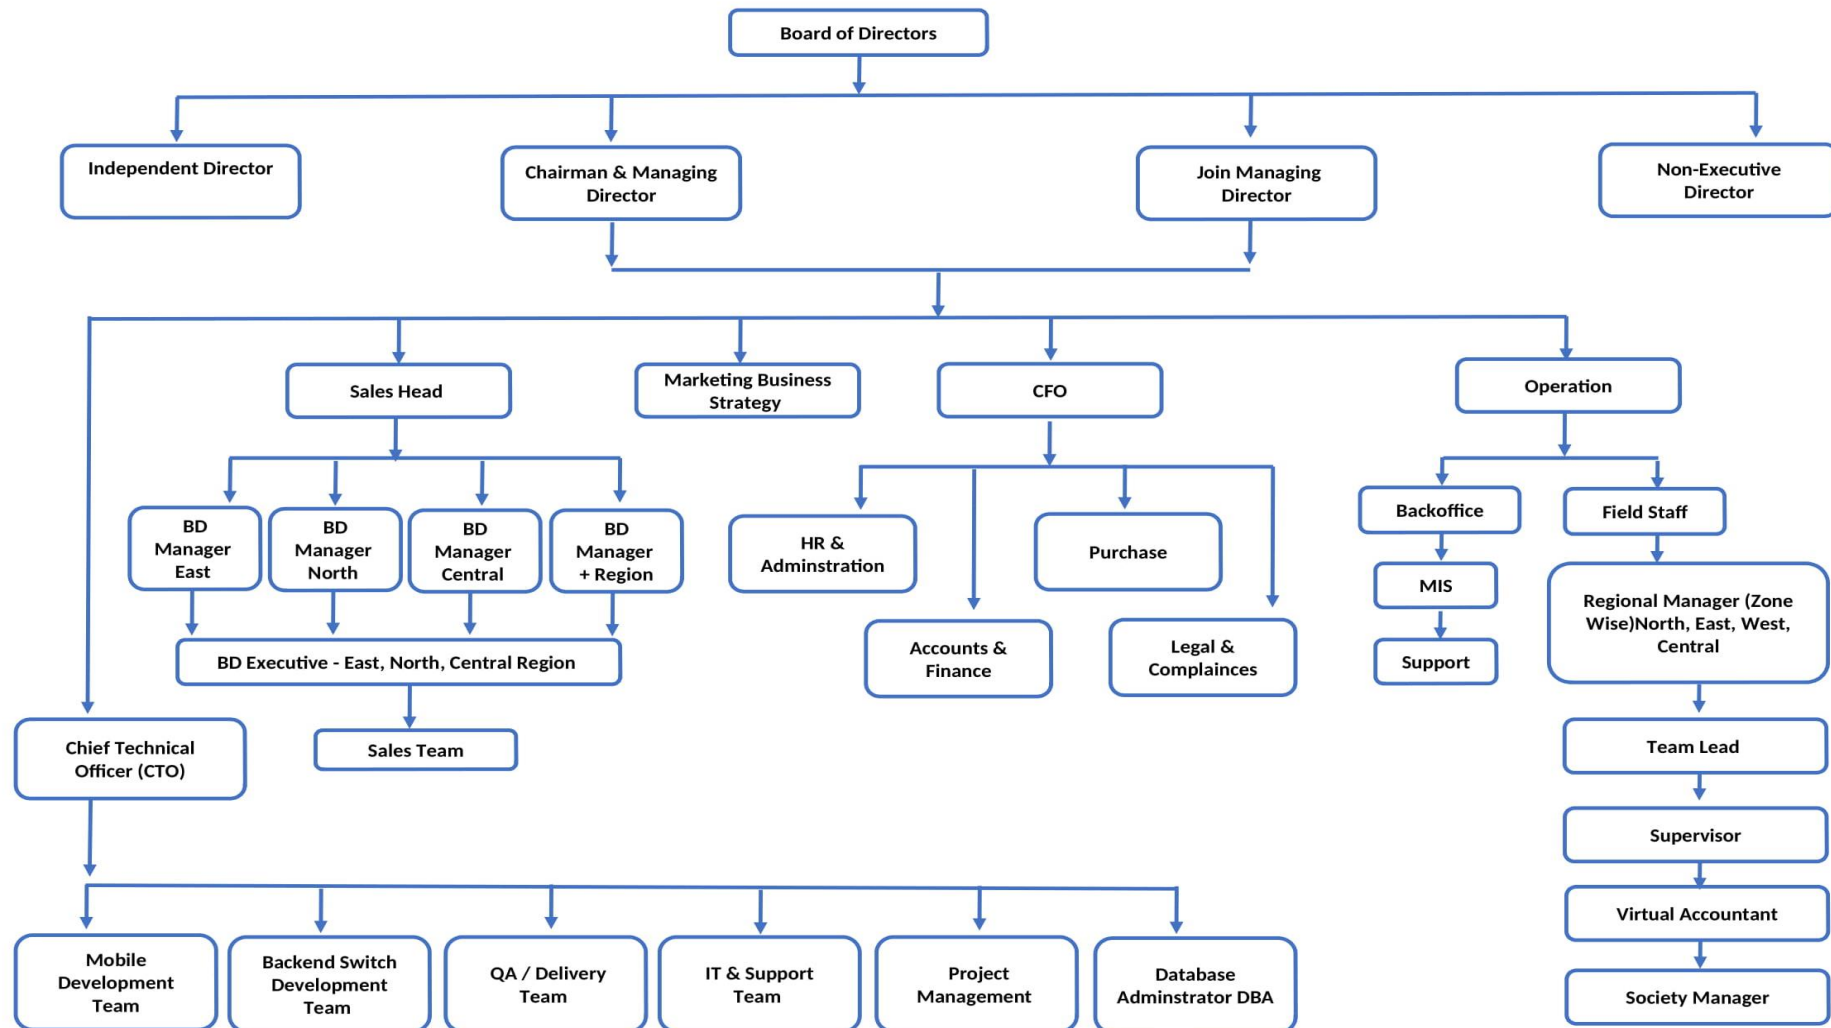 Board of Directors
Independent Director
Chairman & Managing
Director
Join Managing
Director
Non-Executive
Director
Sales Head
Marketing Business
Strategy
CFO
Operation
BD
Manager
East
BD
Manager
North
BD
Manager
Central
BD
Manager
+ Region
HR &
Adminstration
Purchase
Backoffice
Field Staff
MIS
Regional Manager (Zone
Wise)North, East, West,
Central
BD Executive - East, North, Central Region
Accounts &
Finance
Legal &
Complainces
Support
Chief Technical
Officer (CTO)
Sales Team
Team Lead
Supervisor
Virtual Accountant
Mobile
Development
Team
Backend Switch
Development
Team
QA / Delivery
Team
IT & Support
Team
Project
Management
Database
Adminstrator DBA
Society Manager